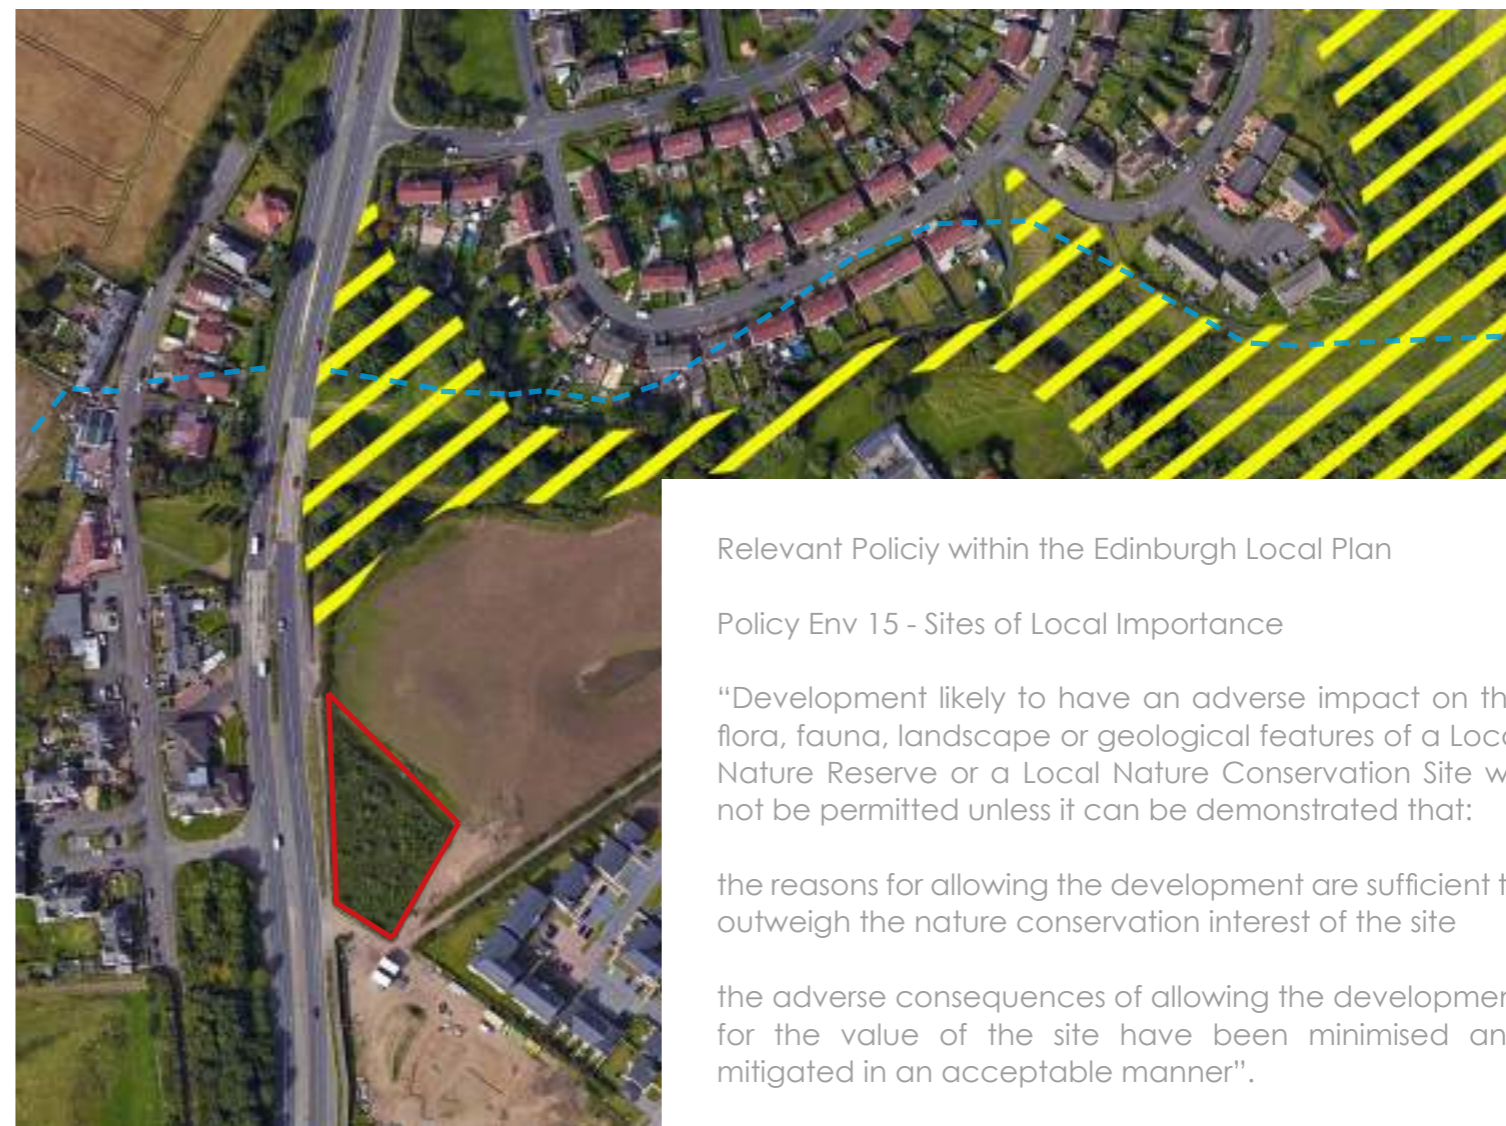 Relevant Policiy within the Edinburgh Local Plan
Policy Env 15 - Sites of Local Importance
“Development likely to have an adverse impact on th
flora, fauna, landscape or geological features of a Loc
Nature Reserve or a Local Nature Conservation Site w
not be permitted unless it can be demonstrated that:
the reasons for allowing the development are sufficient t
outweigh the nature conservation interest of the site
the adverse consequences of allowing the developmen
for the value of the site have been minimised an
mitigated in an acceptable manner”.